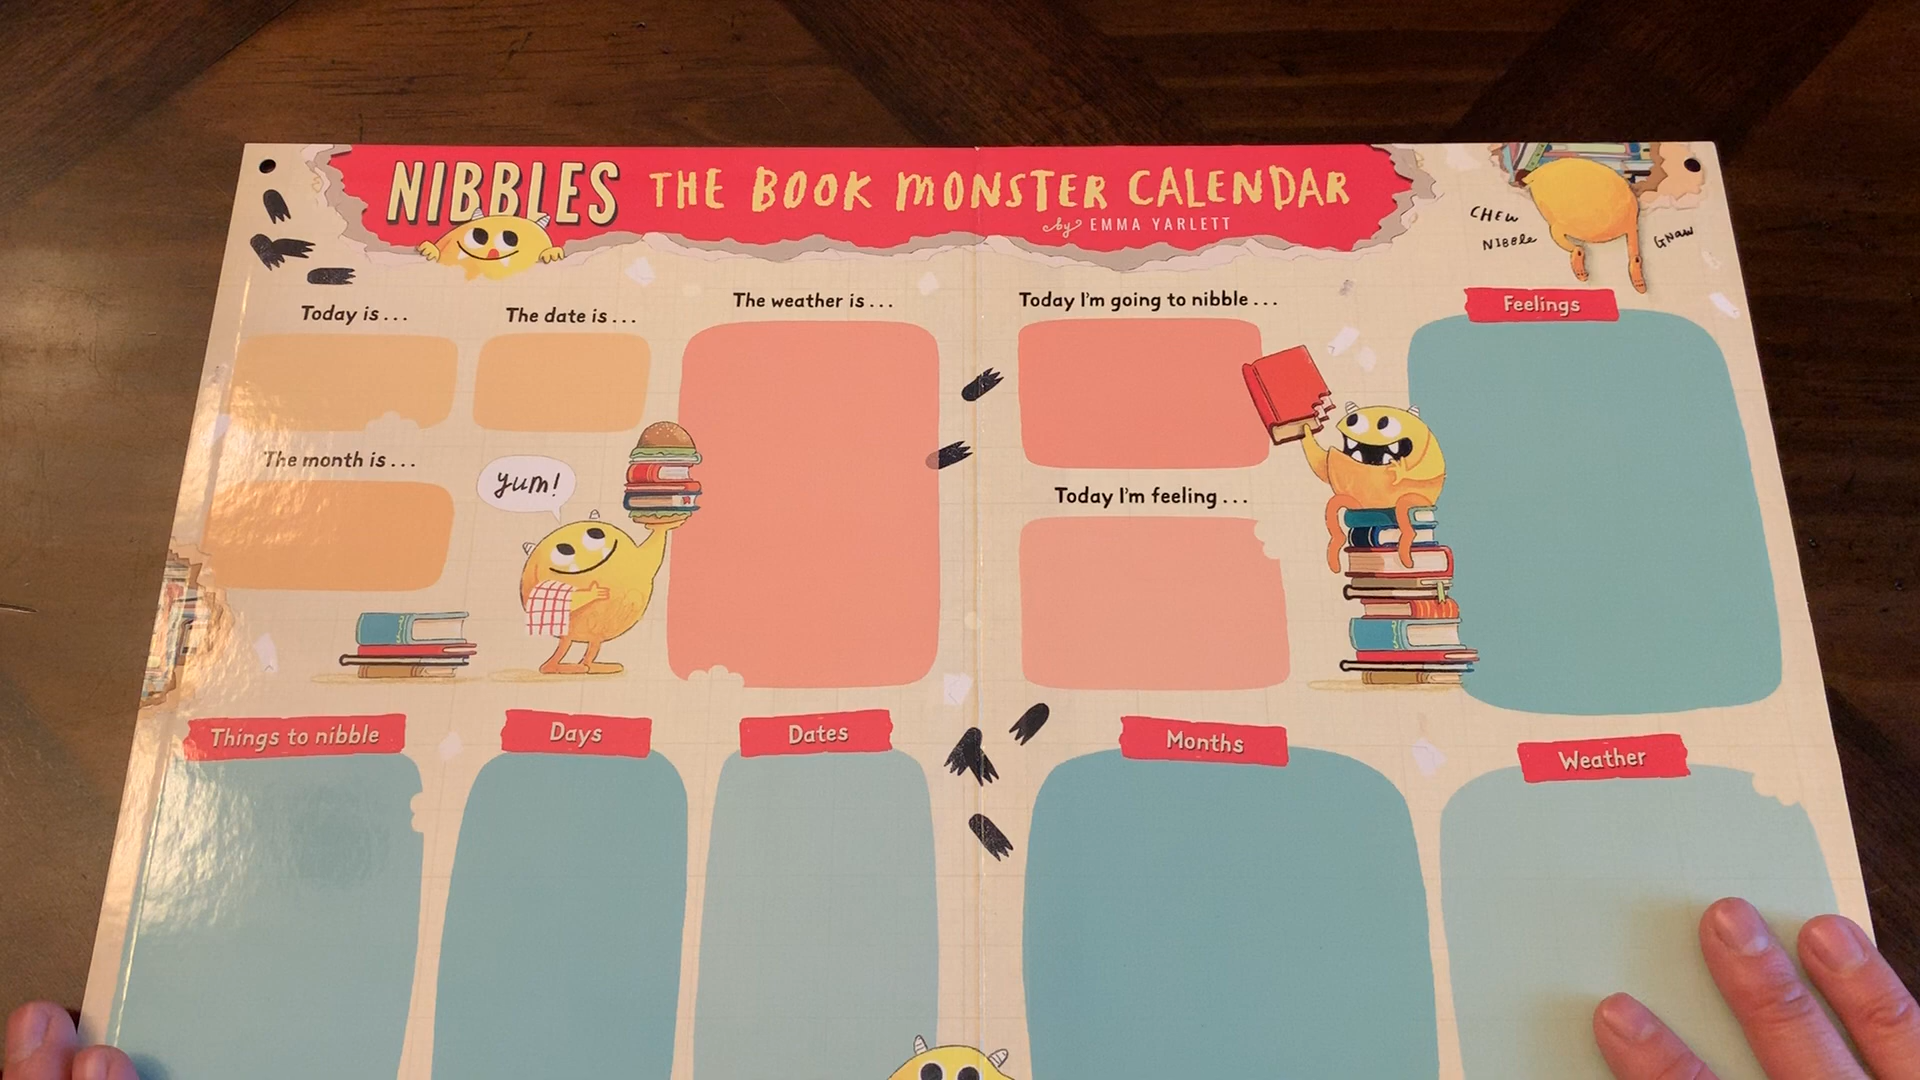 NIBBLES THE BOOK MONSTER CALENDAR
by EMMA YARLETT
CHEW
NIBBLE
GNAW
Today is . . .
The date is . . .
The weather is . . .
Today I'm going to nibble . . .
Feelings
The month is . . .
yum!
Today I'm feeling . . .
Things to nibble
Days
Dates
Months
Weather